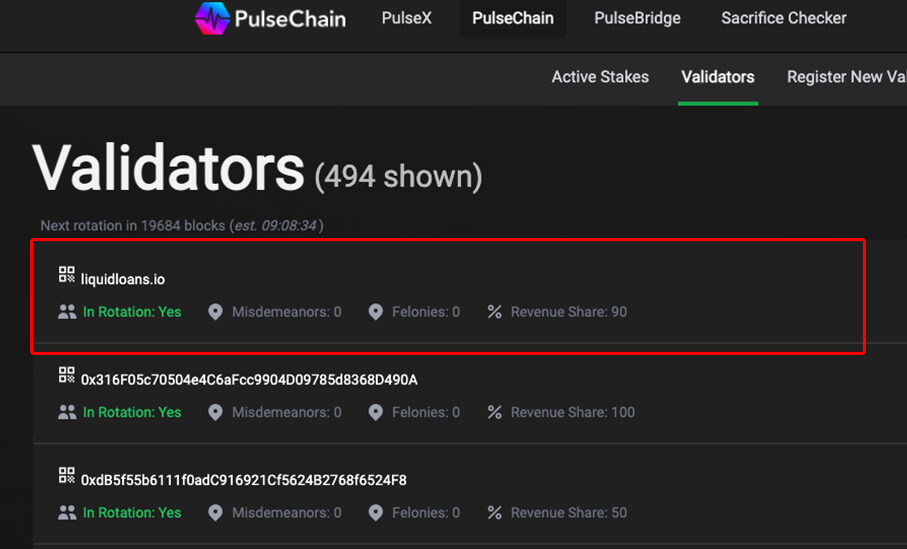 PulseChain PulseX PulseChain PulseBridge Sacrifice Checker
Active Stakes Validators Register New Val
Validators (494 shown)
Next rotation in 19684 blocks (est. 09:08:34)
liquidloans.io
In Rotation: Yes Misdemeanors: 0 Felonies: 0 % Revenue Share: 90
0x316F05c70504e4C6aFcc9904D09785d8368D490A
In Rotation: Yes Misdemeanors: 0 Felonies: 0 % Revenue Share: 100
0xdB5f55b6111f0adC916921Cf5624B2768f6524F8
In Rotation: Yes Misdemeanors: 0 Felonies: 0 % Revenue Share: 50